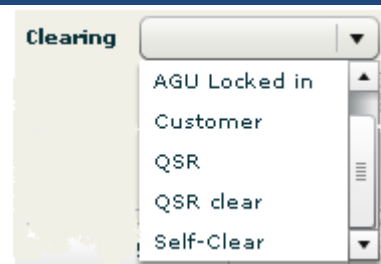 Clearing
AGU Locked in
Customer
QSR
QSR clear
Self-Clear